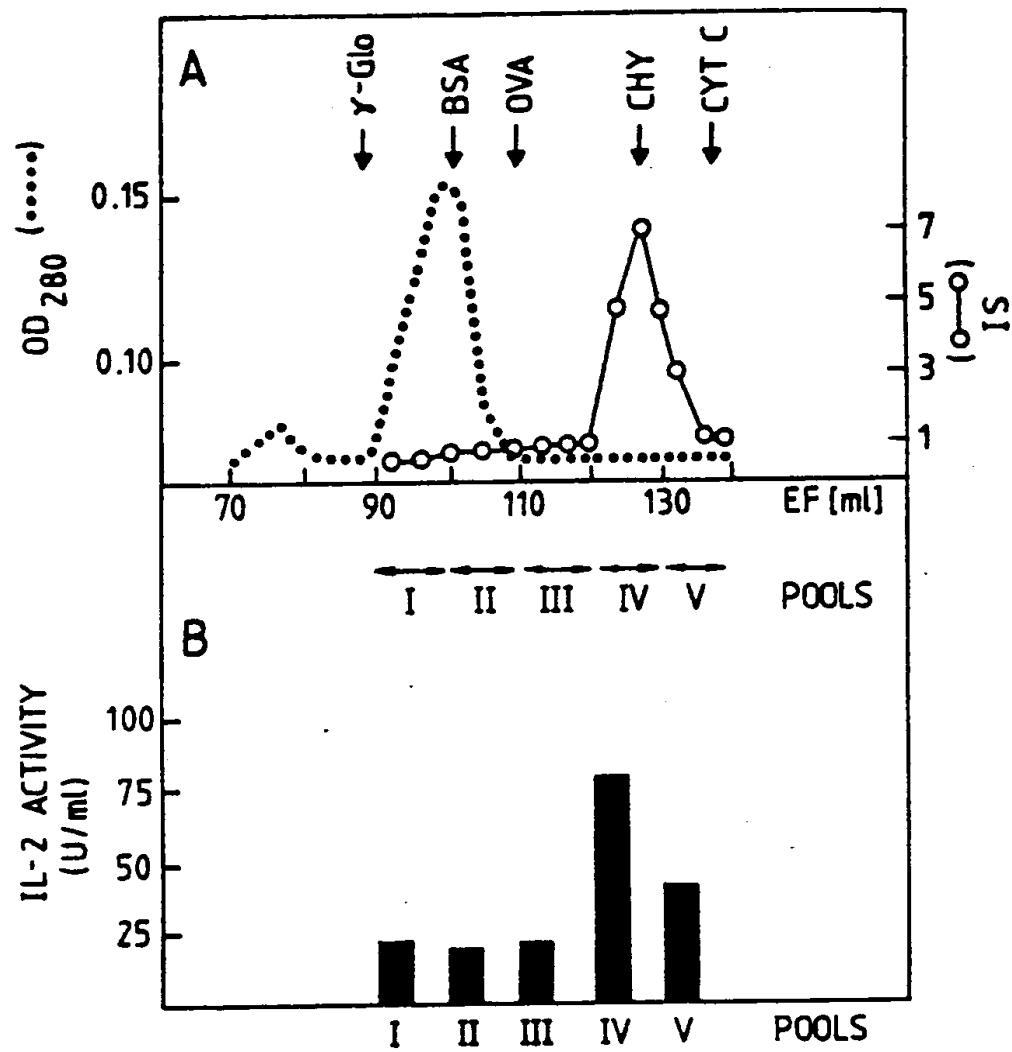 A
γ-Glo
BSA
OVA
CHY
CYT C
OD280 (·····)
0.15
0.10
7
5
3
1
IS
(o—o)
70
90
110
130
EF [ml]
I
II
III
IV
V
POOLS
B
IL-2 ACTIVITY
(U/ml)
100
75
50
25
I
II
III
IV
V
POOLS